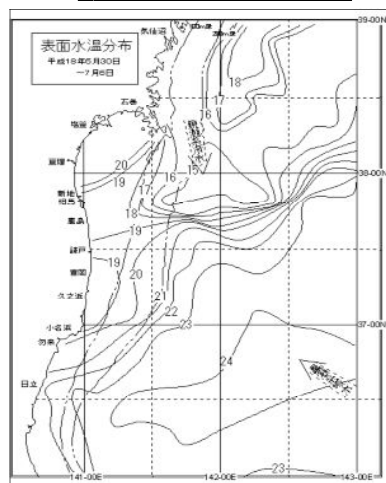 表面水温分布
平成18年6月30日
～7月6日
気仙沼
石巻
塩釜
亘理
新地
相馬
鹿島
請戸
富岡
久之浜
小名浜
勿来
日立
39-00N
38-00N
37-00N
141-00E
142-00E
143-00E
18
17
16
15
16
17
18
19
20
19
19
20
21
22
23
24
23